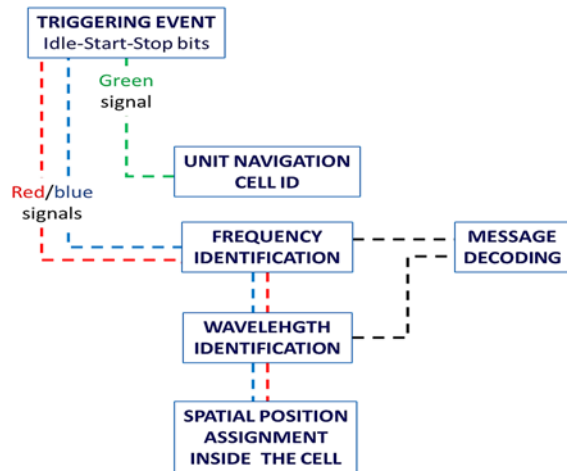 TRIGGERING EVENT
Idle-Start-Stop bits
Green
signal
UNIT NAVIGATION
CELL ID
Red/blue
signals
FREQUENCY
IDENTIFICATION
MESSAGE
DECODING
WAVELEHGTH
IDENTIFICATION
SPATIAL POSITION
ASSIGNMENT
INSIDE THE CELL